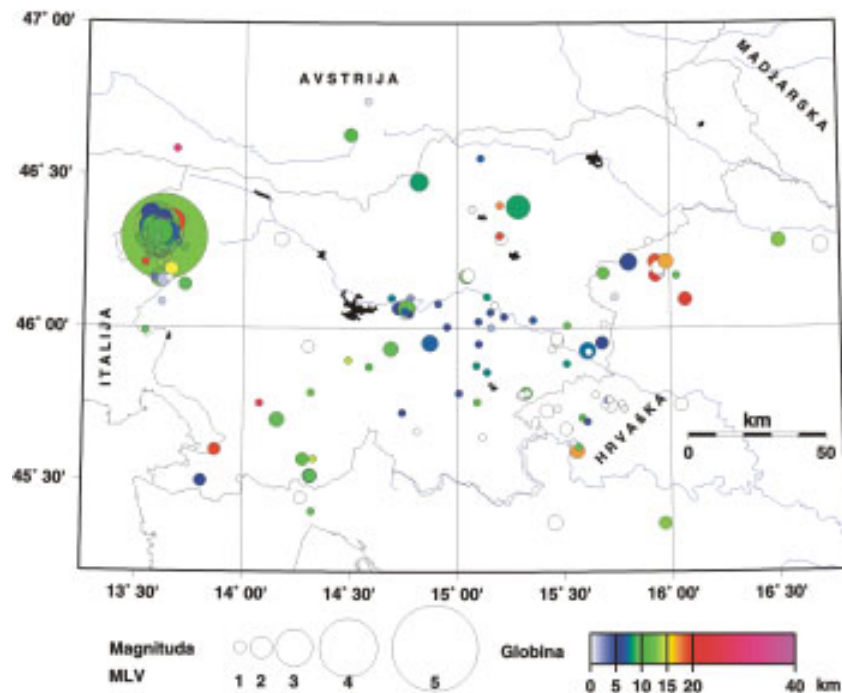 47° 00'
AVSTRIJA
MADŽARSKA
46° 30'
46° 00'
ITALIJA
HRVAŠKA
km
0 50
45° 30'
13° 30' 14° 00' 14° 30' 15° 00' 15° 30' 16° 00' 16° 30'
Magnituda
MLV
1 2 3 4 5
Globina
km
0 5 10 15 20 40